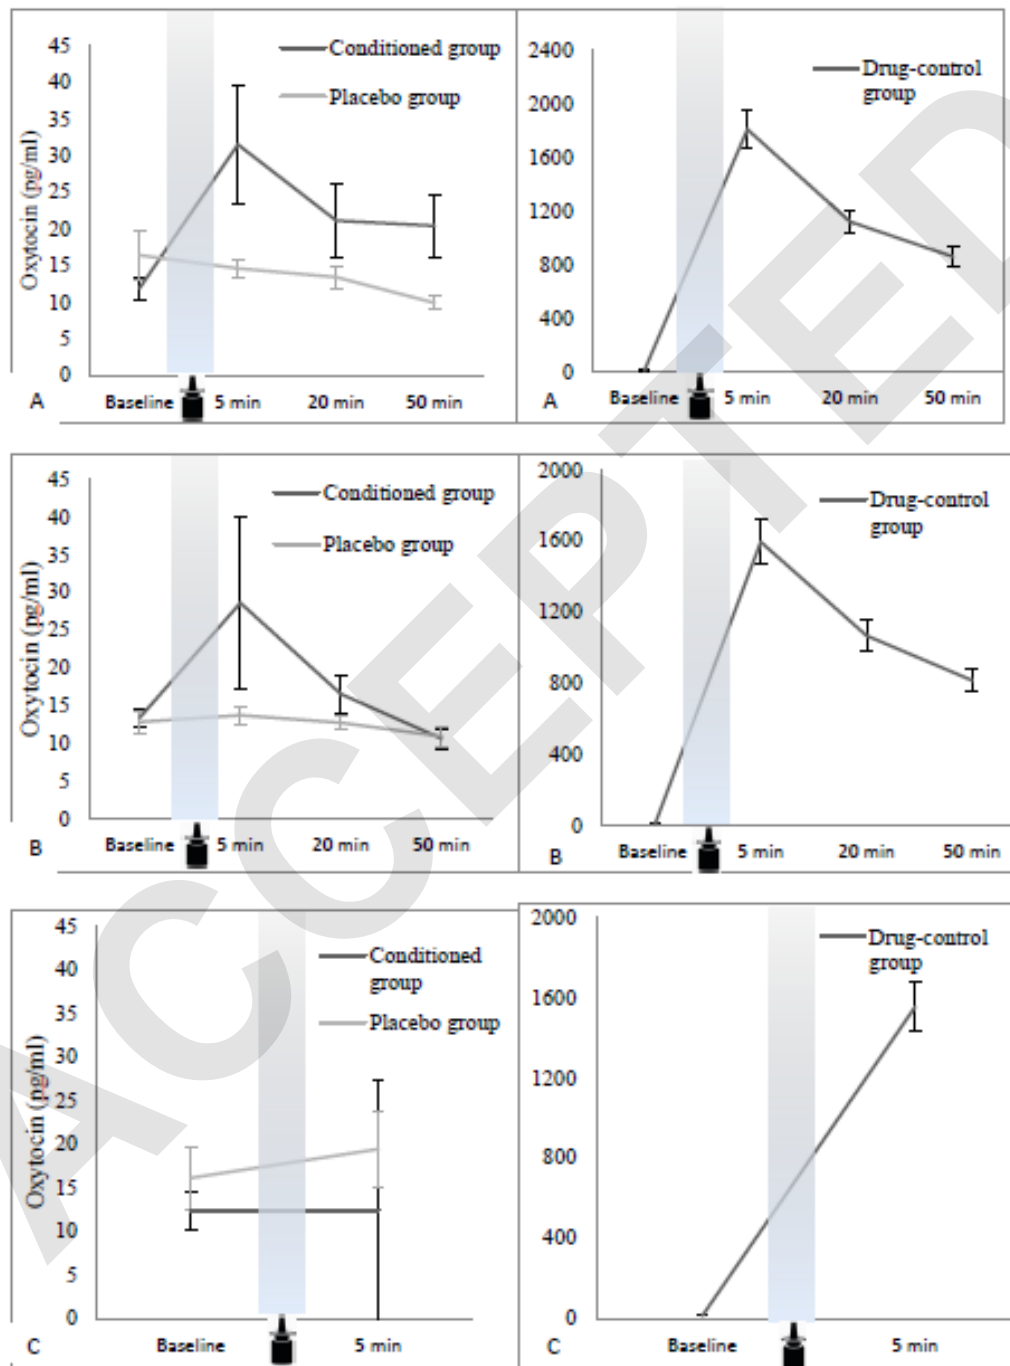 45
40
35
30
25
20
15
10
5
0
Oxytocin (pg/ml)
Conditioned group
Placebo group
A
Baseline 5 min 20 min 50 min
2400
2000
1600
1200
800
400
0
Drug-control
group
A
Baseline 5 min 20 min 50 min
45
40
35
30
25
20
15
10
5
0
Oxytocin (pg/ml)
Conditioned group
Placebo group
B
Baseline 5 min 20 min 50 min
2000
1600
1200
800
400
0
Drug-control
group
B
Baseline 5 min 20 min 50 min
45
40
35
30
25
20
15
10
5
0
Oxytocin (pg/ml)
Conditioned
group
Placebo group
C
Baseline 5 min
2000
1600
1200
800
400
0
Drug-control
group
C
Baseline 5 min
ACCEPTED